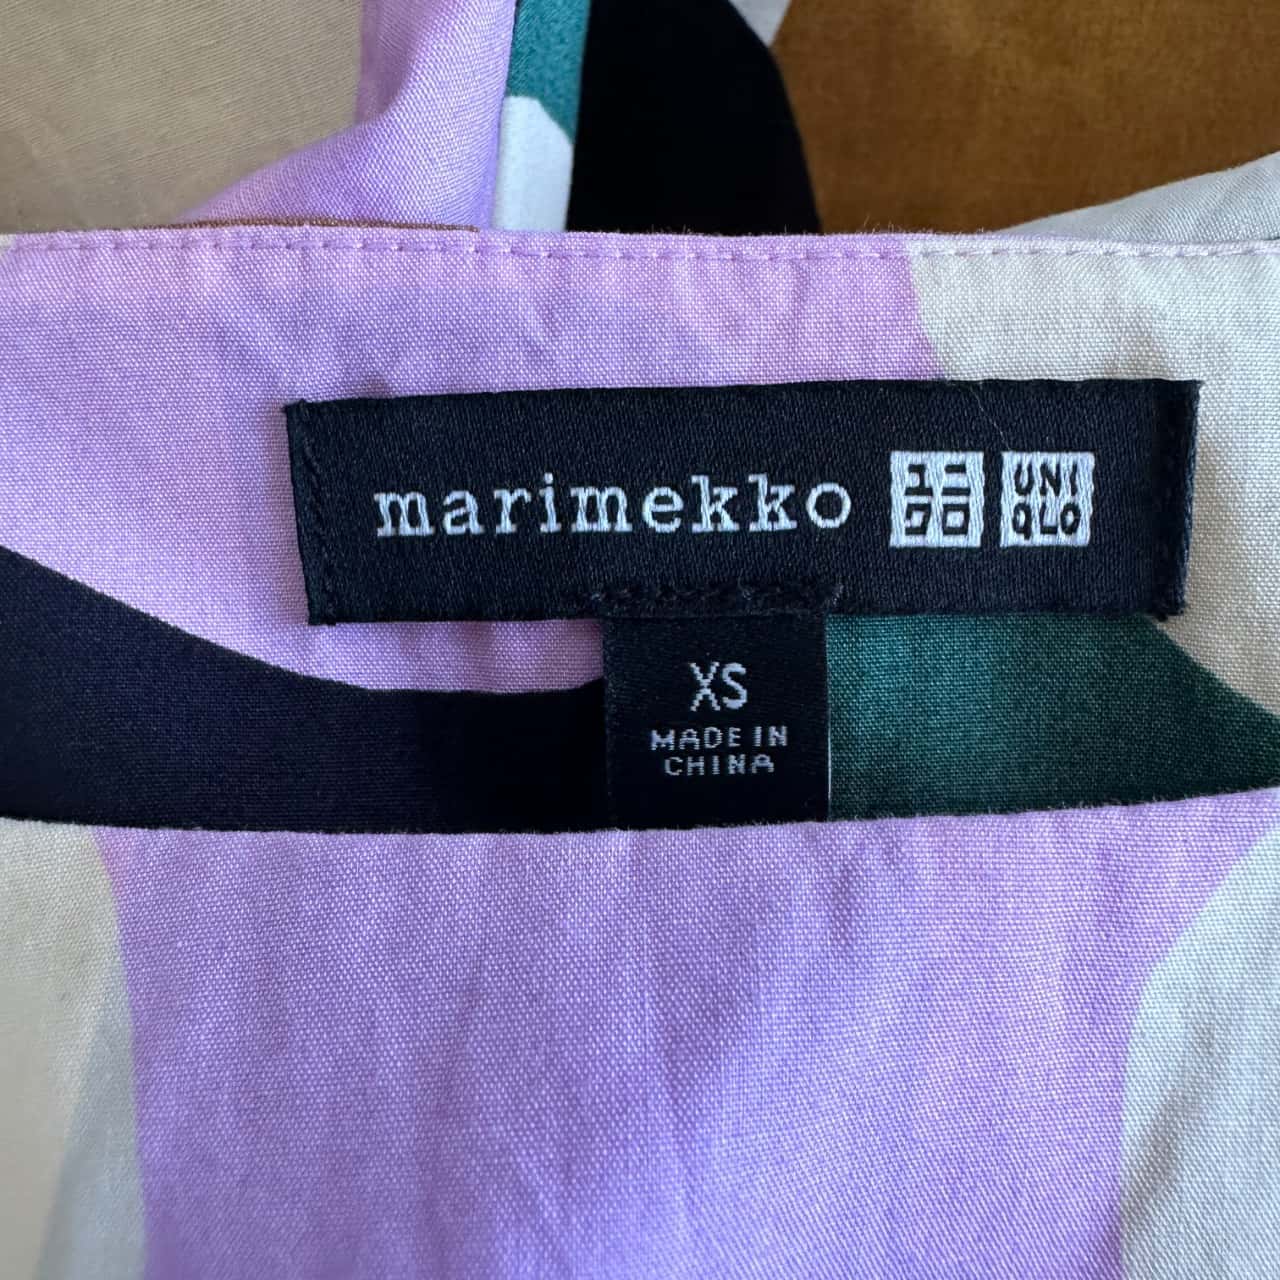 marimekko ユニクロ UNIQLO
XS
MADE IN
CHINA